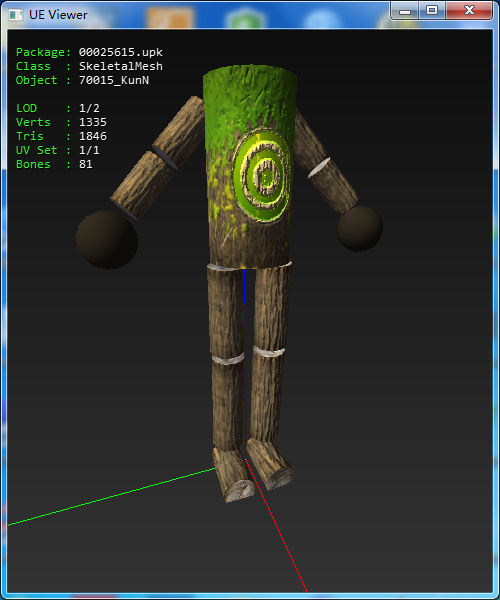 UE Viewer
Package: 00025615.upk
Class : SkeletalMesh
Object : 70015_KunN
LOD : 1/2
Verts : 1335
Tris : 1846
UV Set : 1/1
Bones : 81